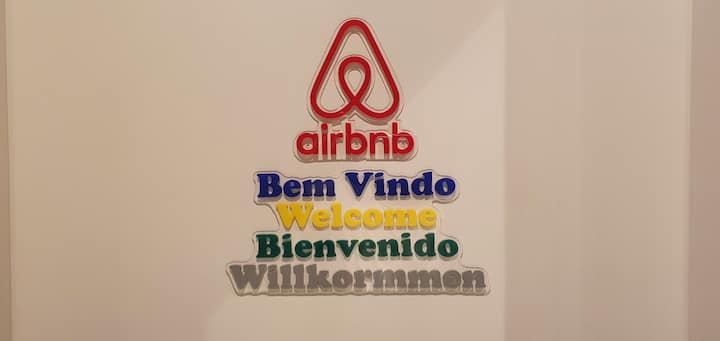 airbnb
Bem Vindo
Welcome
Bienvenido
Willkormmen